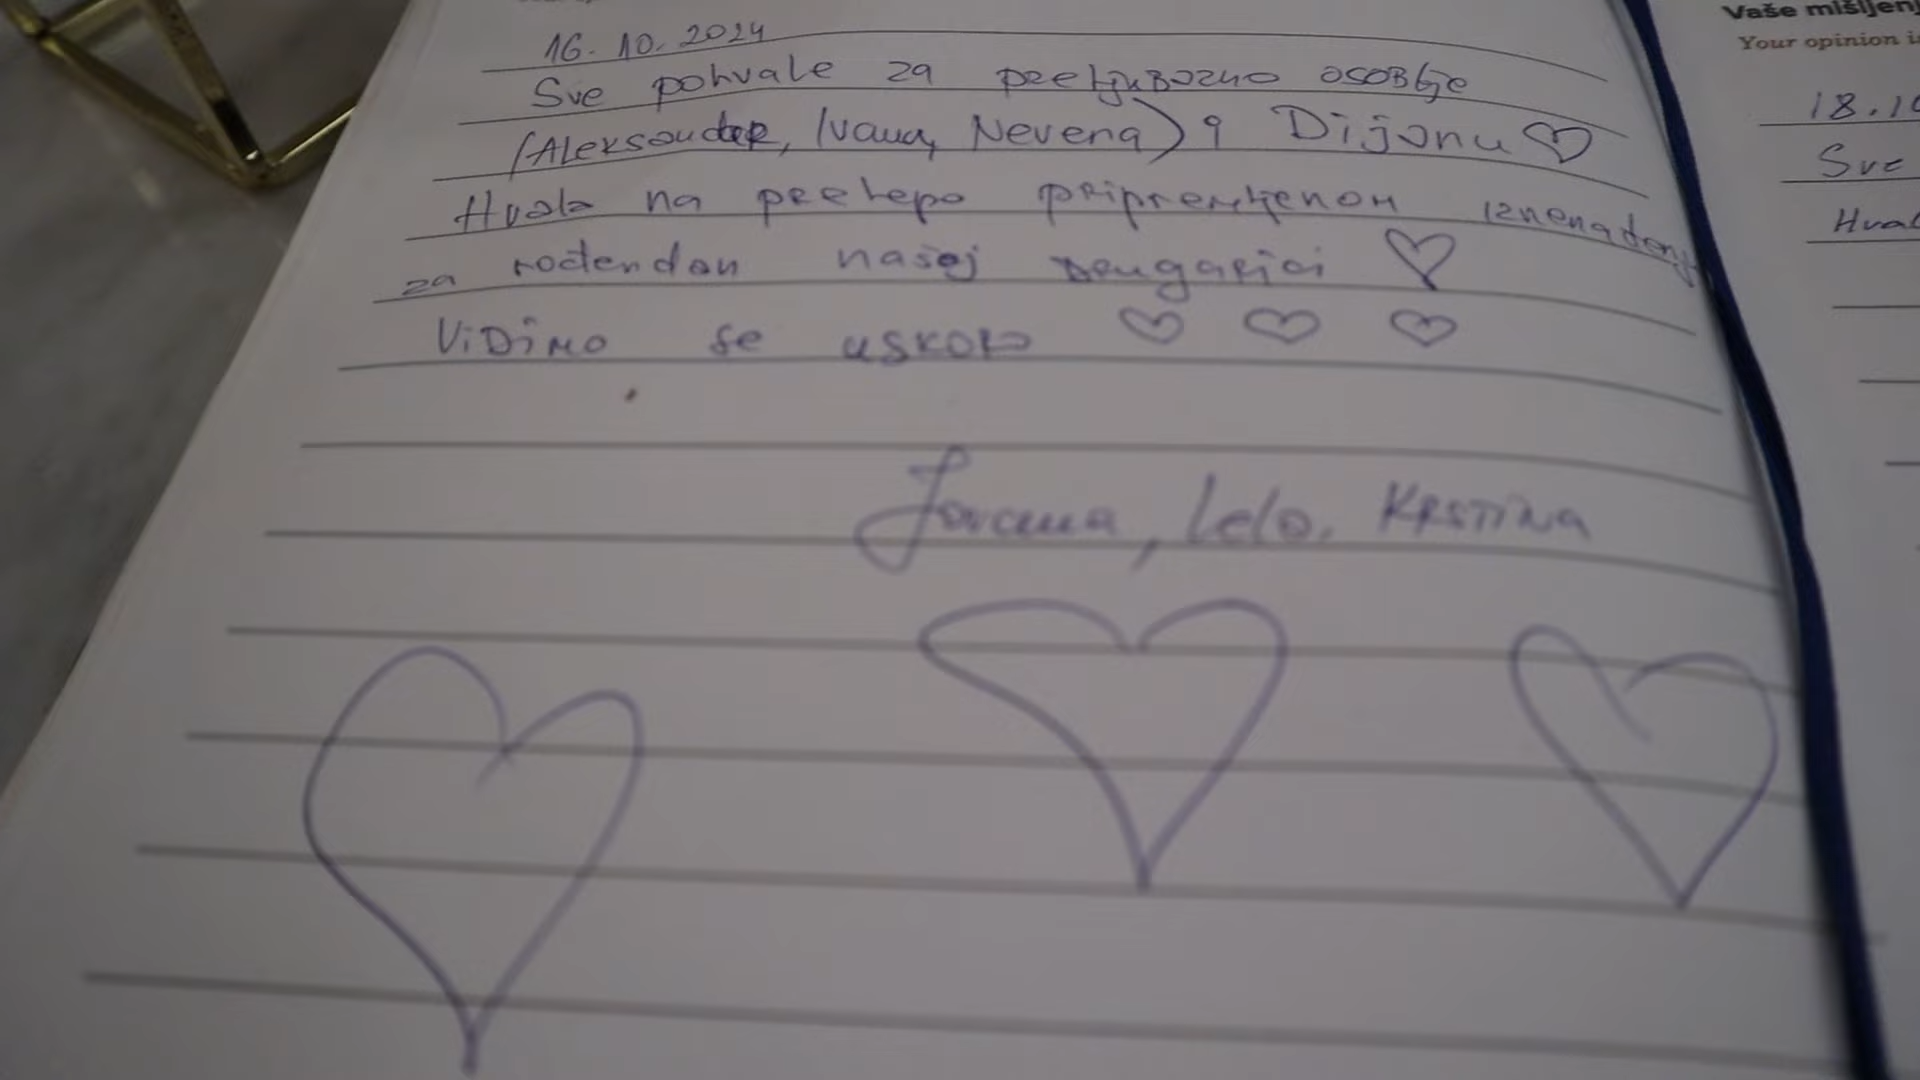 16. 10. 2024
Sve pohvale za preljubazno osoblje
(Aleksandar, Ivana, Nevena) i Dijanu ♡
Hvala na prelepo pripremljenom iznenađenju
za rođendan našoj drugarici ♡
Vidimo se uskoro ♡ ♡ ♡
Jovana, Lela, Kristina
Vaše mišljenj
Your opinion i
18.10
Sve
Hval